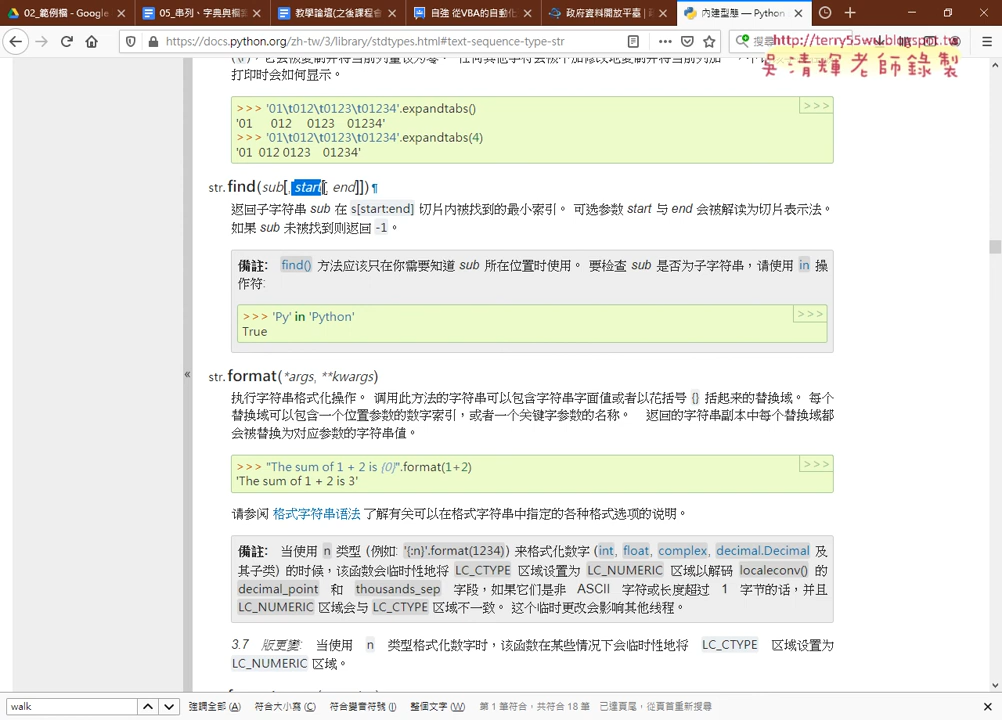 02_範例檔 - Google
05_串列、字典與檔案
教學論壇(之後課程會
自強 從VBA的自動化
政府資料開放平臺 |
內建型態 — Python
https://docs.python.org/zh-tw/3/library/stdtypes.html#text-sequence-type-str
http://terry55wu.blogspot.tw
吳清輝老師錄製
打印时会如何显示。
>>> '01\t012\t0123\t01234'.expandtabs()
'01      012     0123    01234'
>>> '01\t012\t0123\t01234'.expandtabs(4)
'01  012 0123    01234'
>>>
str.find(sub[, start[, end]])¶
返回子字符串 sub 在 s[start:end] 切片内被找到的最小索引。 可选参数 start 与 end 会被解读为切片表示法。
如果 sub 未被找到则返回 -1。
備註: find() 方法应该只在你需要知道 sub 所在位置时使用。 要检查 sub 是否为子字符串，请使用 in 操
作符:
>>> 'Py' in 'Python'
True
>>>
str.format(*args, **kwargs)
执行字符串格式化操作。 调用此方法的字符串可以包含字符串字面值或者以花括号 {} 括起来的替换域。 每个
替换域可以包含一个位置参数的数字索引，或者一个关键字参数的名称。 返回的字符串副本中每个替换域都
会被替换为对应参数的字符串值。
>>> "The sum of 1 + 2 is {0}".format(1+2)
'The sum of 1 + 2 is 3'
>>>
请参阅 格式字符串语法 了解有关可以在格式字符串中指定的各种格式选项的说明。
備註: 当使用 n 类型 (例如: '{:n}'.format(1234)) 来格式化数字 (int, float, complex, decimal.Decimal 及
其子类) 的时候，该函数会临时性地将 LC_CTYPE 区域设置为 LC_NUMERIC 区域以解码 localeconv() 的
decimal_point 和 thousands_sep 字段，如果它们是非 ASCII 字符或长度超过 1 字节的话，并且
LC_NUMERIC 区域会与 LC_CTYPE 区域不一致。 这个临时更改会影响其他线程。
3.7 版更變: 当使用 n 类型格式化数字时，该函数在某些情况下会临时性地将 LC_CTYPE 区域设置为
LC_NUMERIC 区域。
walk
強調全部 (A)
符合大小寫 (C)
符合變音符號 (I)
整個文字 (W)
第 1 筆符合，共符合 18 筆
已達頁尾，從頁首重新搜尋